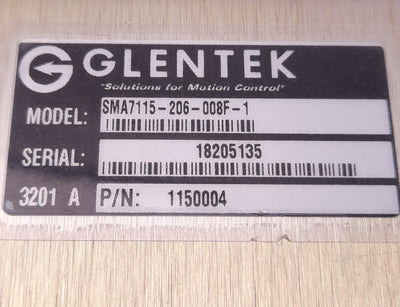 GLENTEK
"Solutions for Motion Control"
MODEL: SMA7115-206-008F-1
SERIAL: 18205135
3201 A P/N: 1150004